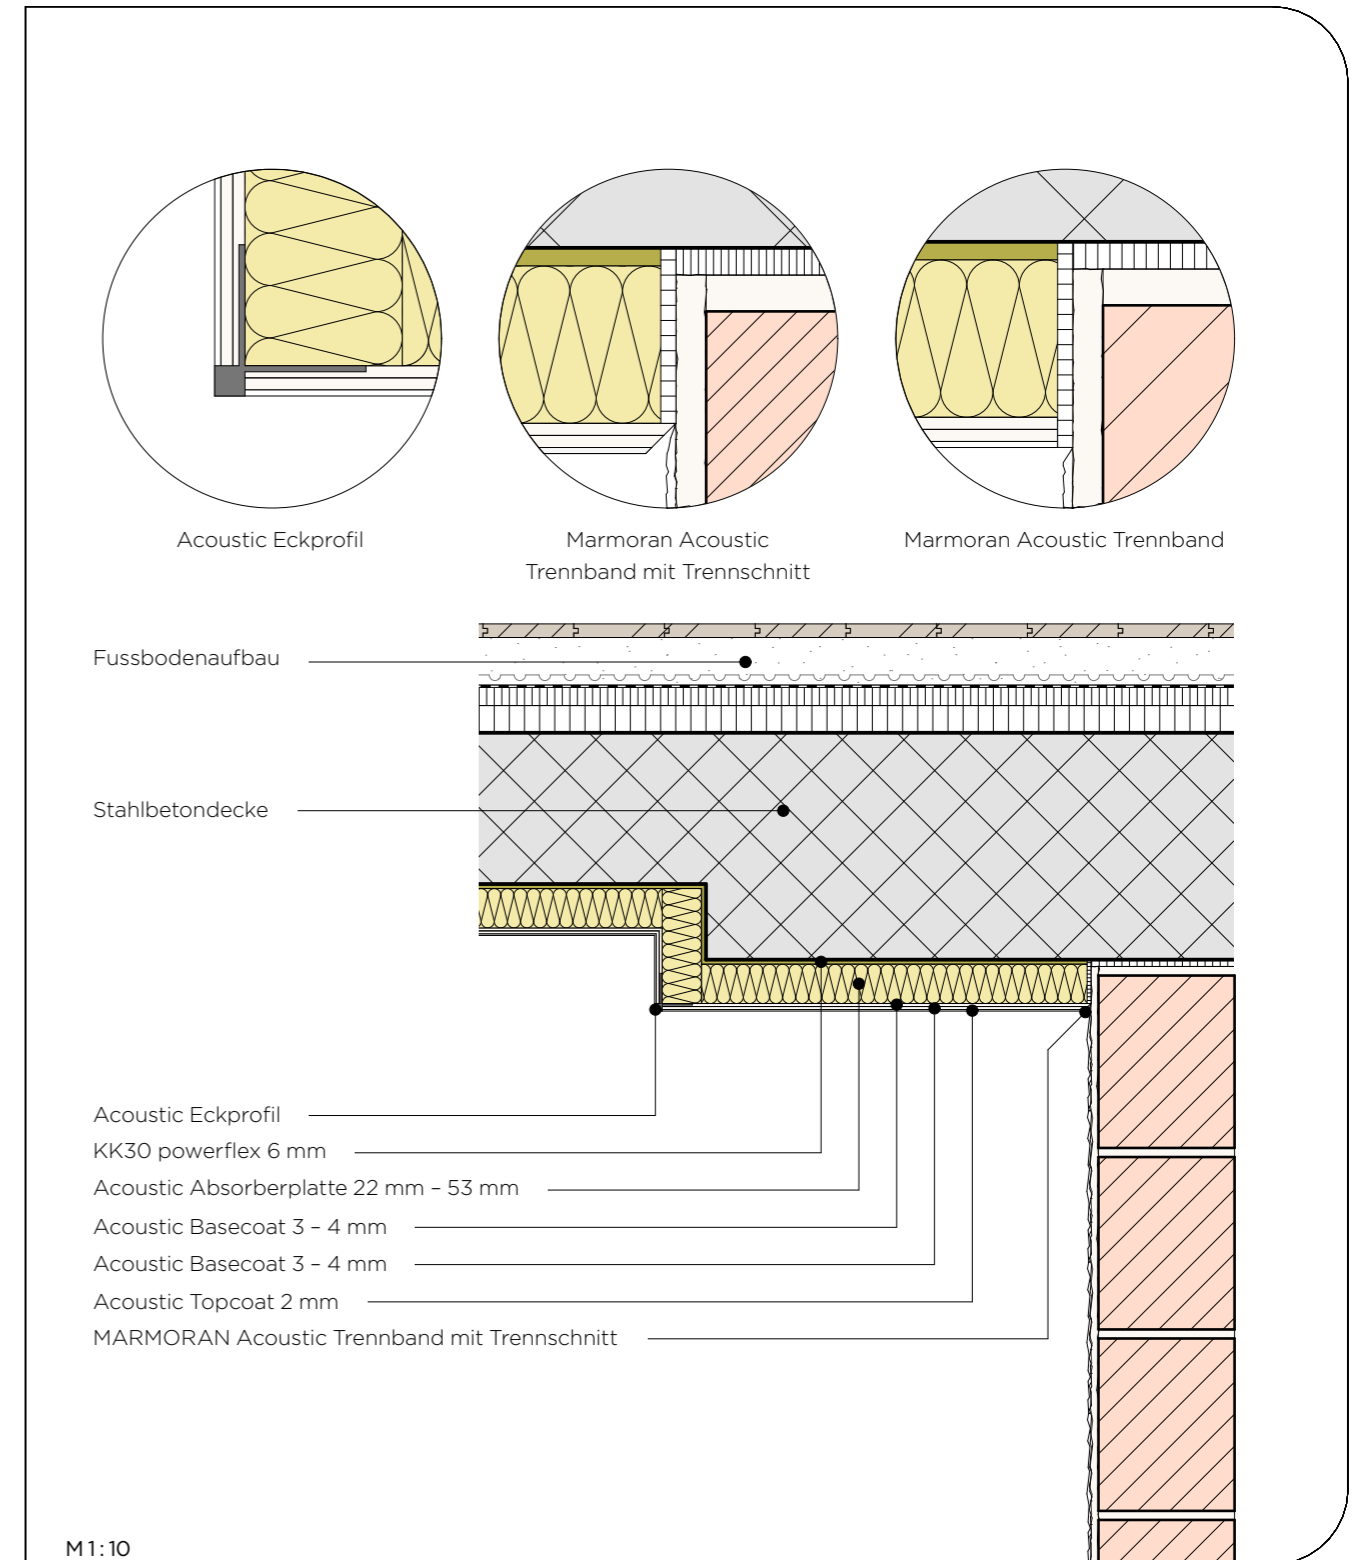 Acoustic Eckprofil
Marmoran Acoustic
Trennband mit Trennschnitt
Marmoran Acoustic Trennband
Fussbodenaufbau
Stahlbetondecke
Acoustic Eckprofil
KK30 powerflex 6 mm
Acoustic Absorberplatte 22 mm – 53 mm
Acoustic Basecoat 3 – 4 mm
Acoustic Basecoat 3 – 4 mm
Acoustic Topcoat 2 mm
MARMORAN Acoustic Trennband mit Trennschnitt
M 1 : 10